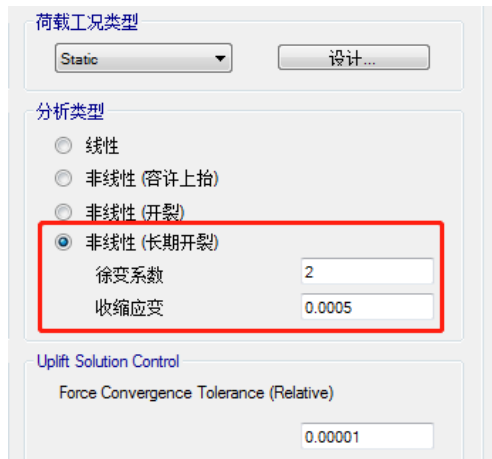 荷载工况类型
Static
设计...
分析类型
线性
非线性 (容许上抬)
非线性 (开裂)
非线性 (长期开裂)
徐变系数 2
收缩应变 0.0005
Uplift Solution Control
Force Convergence Tolerance (Relative)
0.00001